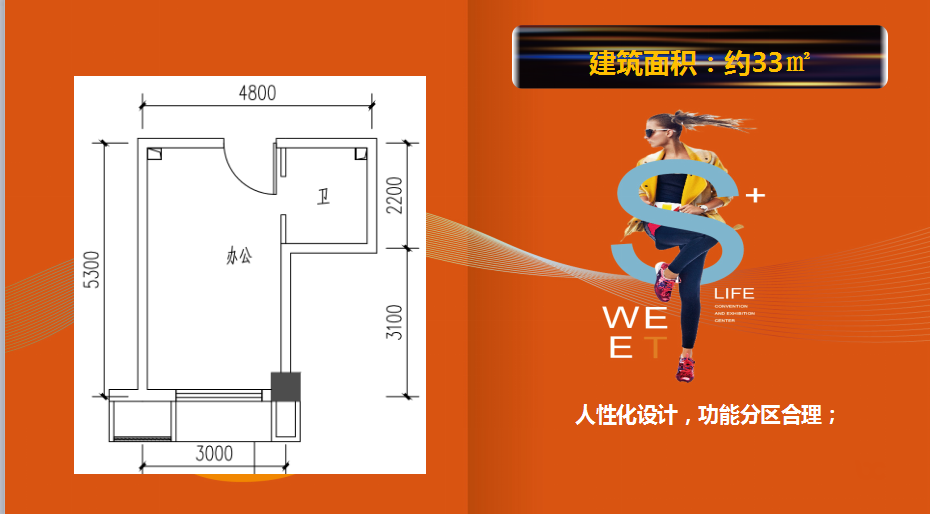 4800
卫
2200
办公
5300
3100
3000
建筑面积：约33㎡
S+
LIFE
CONVENTION
AND EXHIBITION
CENTER
WE
ET
人性化设计，功能分区合理；